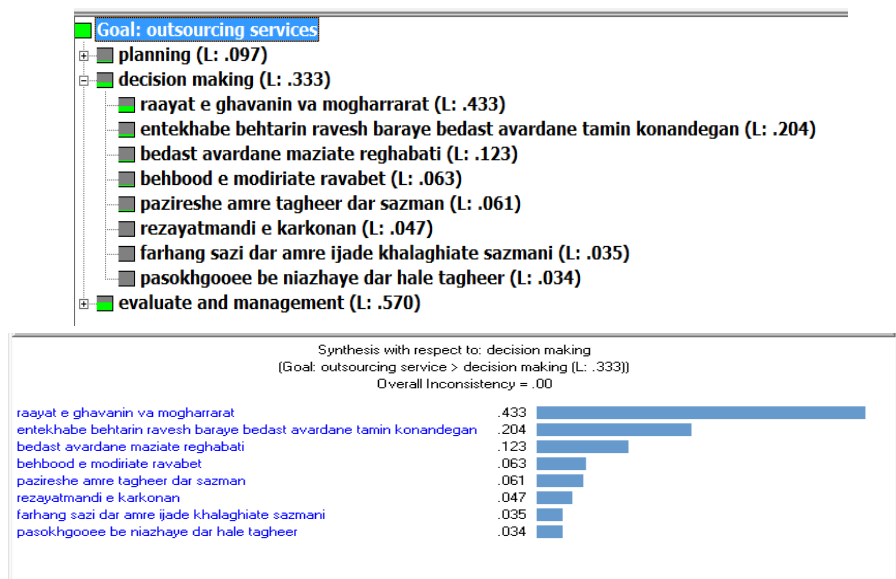 Goal: outsourcing services
planning (L: .097)
decision making (L: .333)
raayat e ghavanin va mogharrarat (L: .433)
entekhabe behtarin ravesh baraye bedast avardane tamin konandegan (L: .204)
bedast avardane maziate reghabati (L: .123)
behbood e modiriate ravabet (L: .063)
pazireshe amre tagheer dar sazman (L: .061)
rezayatmandi e karkonan (L: .047)
farhang sazi dar amre ijade khalaghiate sazmani (L: .035)
pasokhgooee be niazhaye dar hale tagheer (L: .034)
evaluate and management (L: .570)
Synthesis with respect to: decision making
(Goal: outsourcing service > decision making (L: .333))
Overall Inconsistency = .00
raayat e ghavanin va mogharrarat .433
entekhabe behtarin ravesh baraye bedast avardane tamin konandegan .204
bedast avardane maziate reghabati .123
behbood e modiriate ravabet .063
pazireshe amre tagheer dar sazman .061
rezayatmandi e karkonan .047
farhang sazi dar amre ijade khalaghiate sazmani .035
pasokhgooee be niazhaye dar hale tagheer .034